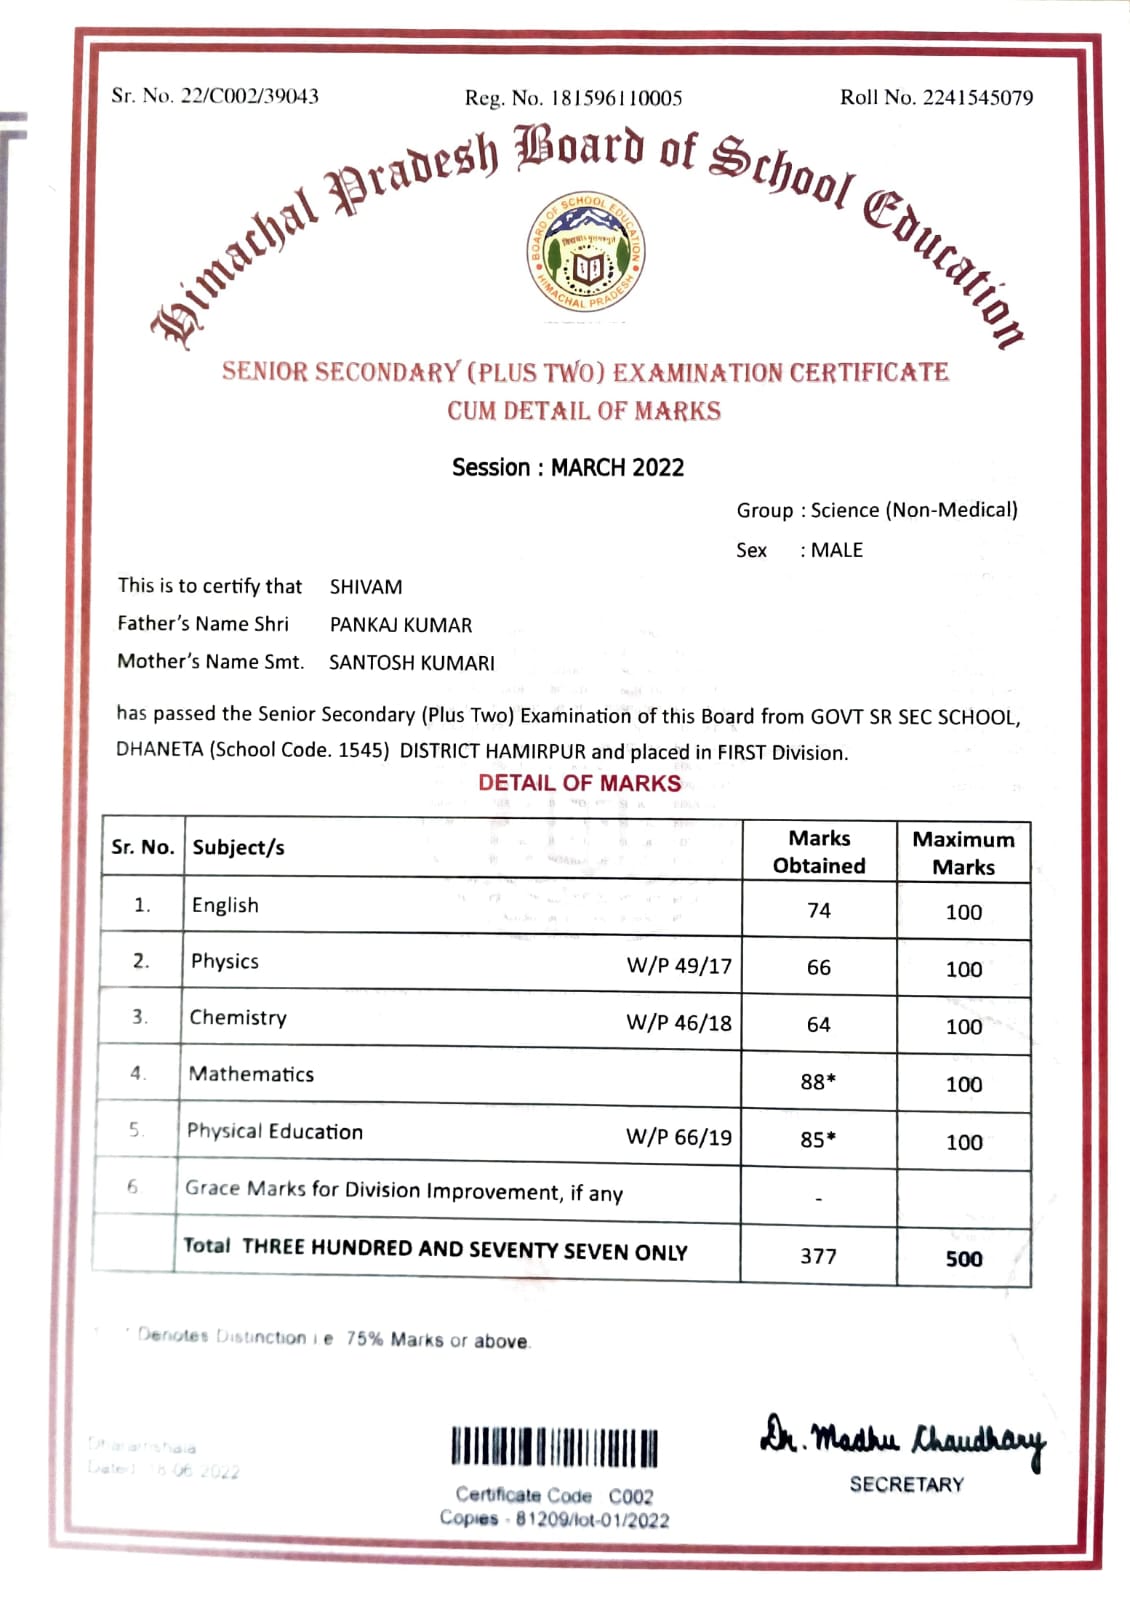 Sr. No. 22/C002/39043 Reg. No. 181596110005 Roll No. 2241545079
Himachal Pradesh Board of School Education
BOARD OF SCHOOL EDUCATION
HIMACHAL PRADESH
SENIOR SECONDARY (PLUS TWO) EXAMINATION CERTIFICATE
CUM DETAIL OF MARKS
Session : MARCH 2022
Group : Science (Non-Medical)
Sex : MALE
This is to certify that SHIVAM
Father's Name Shri PANKAJ KUMAR
Mother's Name Smt. SANTOSH KUMARI
has passed the Senior Secondary (Plus Two) Examination of this Board from GOVT SR SEC SCHOOL,
DHANETA (School Code. 1545) DISTRICT HAMIRPUR and placed in FIRST Division.
DETAIL OF MARKS
Sr. No. Subject/s Marks Obtained Maximum Marks
1. English 74 100
2. Physics W/P 49/17 66 100
3. Chemistry W/P 46/18 64 100
4. Mathematics 88* 100
5. Physical Education W/P 66/19 85* 100
6 Grace Marks for Division Improvement, if any -
Total THREE HUNDRED AND SEVENTY SEVEN ONLY 377 500
* Denotes Distinction i.e 75% Marks or above.
Dharamshala
Dated 18.06.2022
Dr. Madhu Chaudhary
SECRETARY
Certificate Code C002
Copies - 81209/lot-01/2022